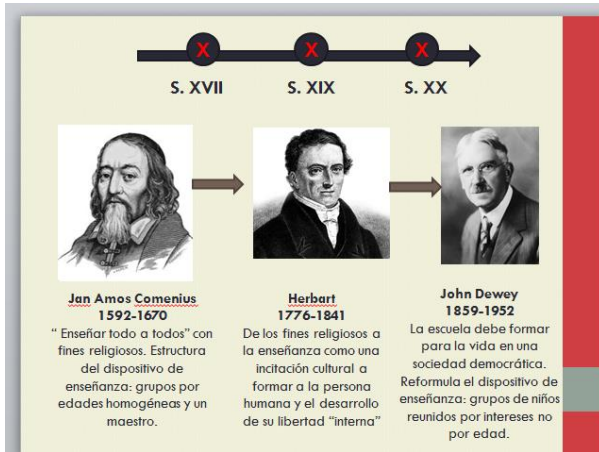 X X X
S. XVII S. XIX S. XX
Jan Amos Comenius
1592-1670
“ Enseñar todo a todos” con
fines religiosos. Estructura
del dispositivo de
enseñanza: grupos por
edades homogéneas y un
maestro.
Herbart
1776-1841
De los fines religiosos a
la enseñanza como una
incitación cultural a
formar a la persona
humana y el desarrollo
de su libertad “interna”
John Dewey
1859-1952
La escuela debe formar
para la vida en una
sociedad democrática.
Reformula el dispositivo de
enseñanza: grupos de niños
reunidos por intereses no
por edad.